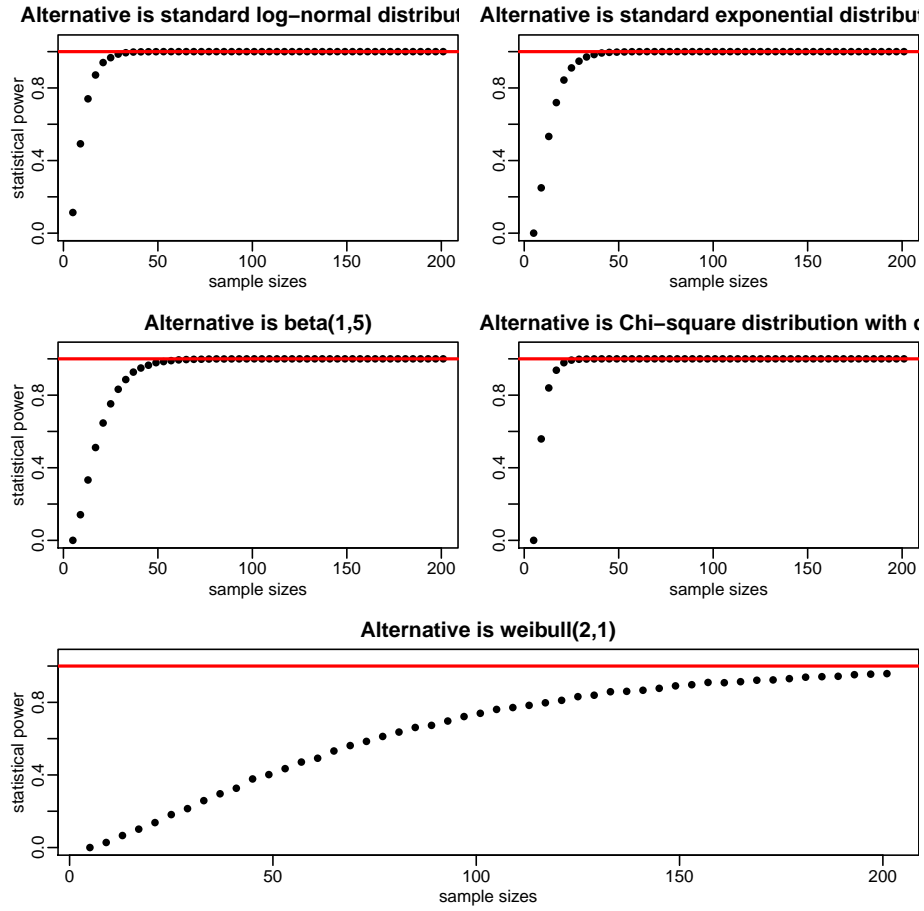 Alternative is standard log−normal distribut
Alternative is standard exponential distribu
statistical power
0.0 0.4 0.8
0 50 100 150 200
sample sizes
0.0 0.4 0.8
0 50 100 150 200
sample sizes
Alternative is beta(1,5)
Alternative is Chi−square distribution with
statistical power
0.0 0.4 0.8
0 50 100 150 200
sample sizes
0.0 0.4 0.8
0 50 100 150 200
sample sizes
Alternative is weibull(2,1)
statistical power
0.0 0.4 0.8
0 50 100 150 200
sample sizes